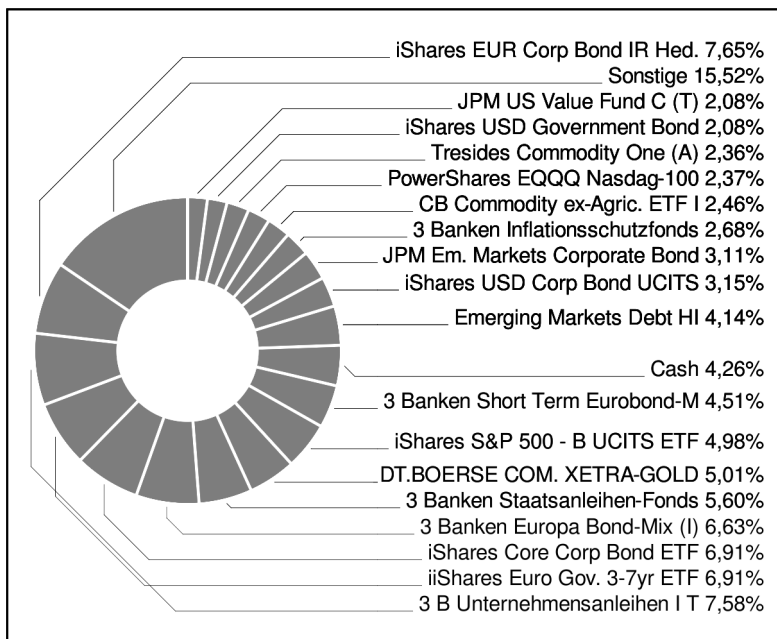 iShares EUR Corp Bond IR Hed. 7,65%
Sonstige 15,52%
JPM US Value Fund C (T) 2,08%
iShares USD Government Bond 2,08%
Tresides Commodity One (A) 2,36%
PowerShares EQQQ Nasdag-100 2,37%
CB Commodity ex-Agric. ETF I 2,46%
3 Banken Inflationsschutzfonds 2,68%
JPM Em. Markets Corporate Bond 3,11%
iShares USD Corp Bond UCITS 3,15%
Emerging Markets Debt HI 4,14%
Cash 4,26%
3 Banken Short Term Eurobond-M 4,51%
iShares S&P 500 - B UCITS ETF 4,98%
DT.BOERSE COM. XETRA-GOLD 5,01%
3 Banken Staatsanleihen-Fonds 5,60%
3 Banken Europa Bond-Mix (I) 6,63%
iShares Core Corp Bond ETF 6,91%
iiShares Euro Gov. 3-7yr ETF 6,91%
3 B Unternehmensanleihen I T 7,58%